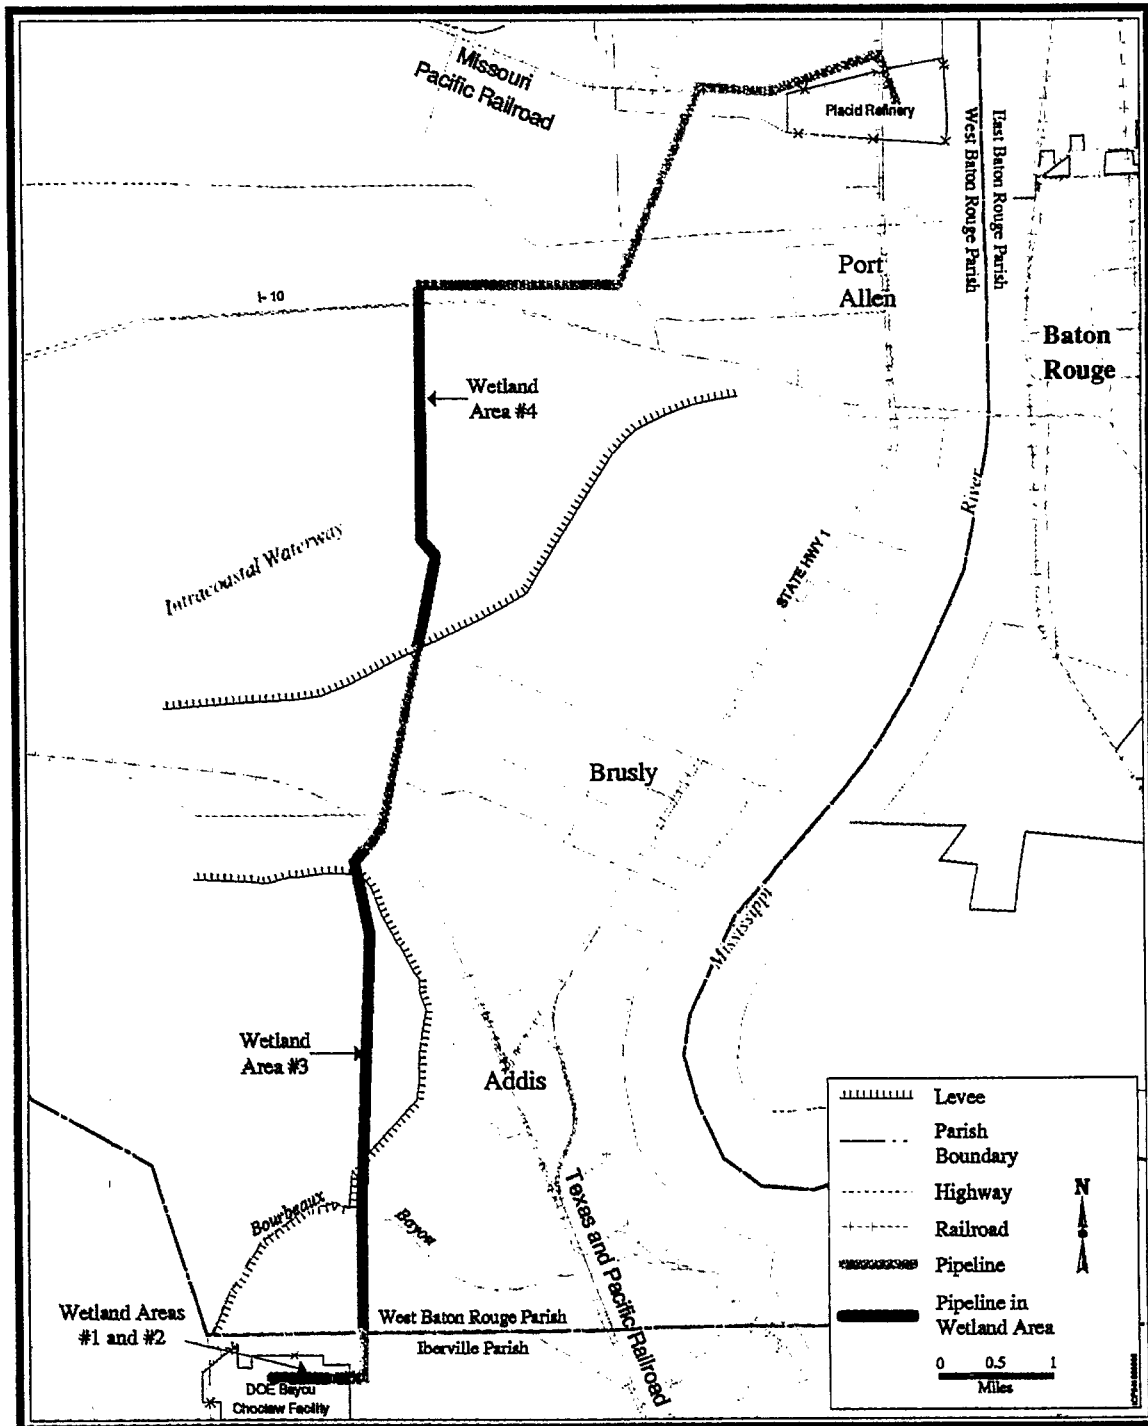 Missouri
Pacific Railroad
Placid Refinery
East Baton Rouge Parish
West Baton Rouge Parish
Port
Allen
I-10
Baton
Rouge
Wetland
Area #4
River
Intracoastal Waterway
STATE HWY 1
Brusly
Mississippi
Wetland
Area #3
Addis
Levee
Parish
Boundary
Highway
N
Railroad
Pipeline
Pipeline in
Wetland Area
0 0.5 1
Miles
Bourbeaux
Bayou
Texas and Pacific Railroad
Wetland Areas
#1 and #2
West Baton Rouge Parish
Iberville Parish
DOE Bayou
Choctaw Facility